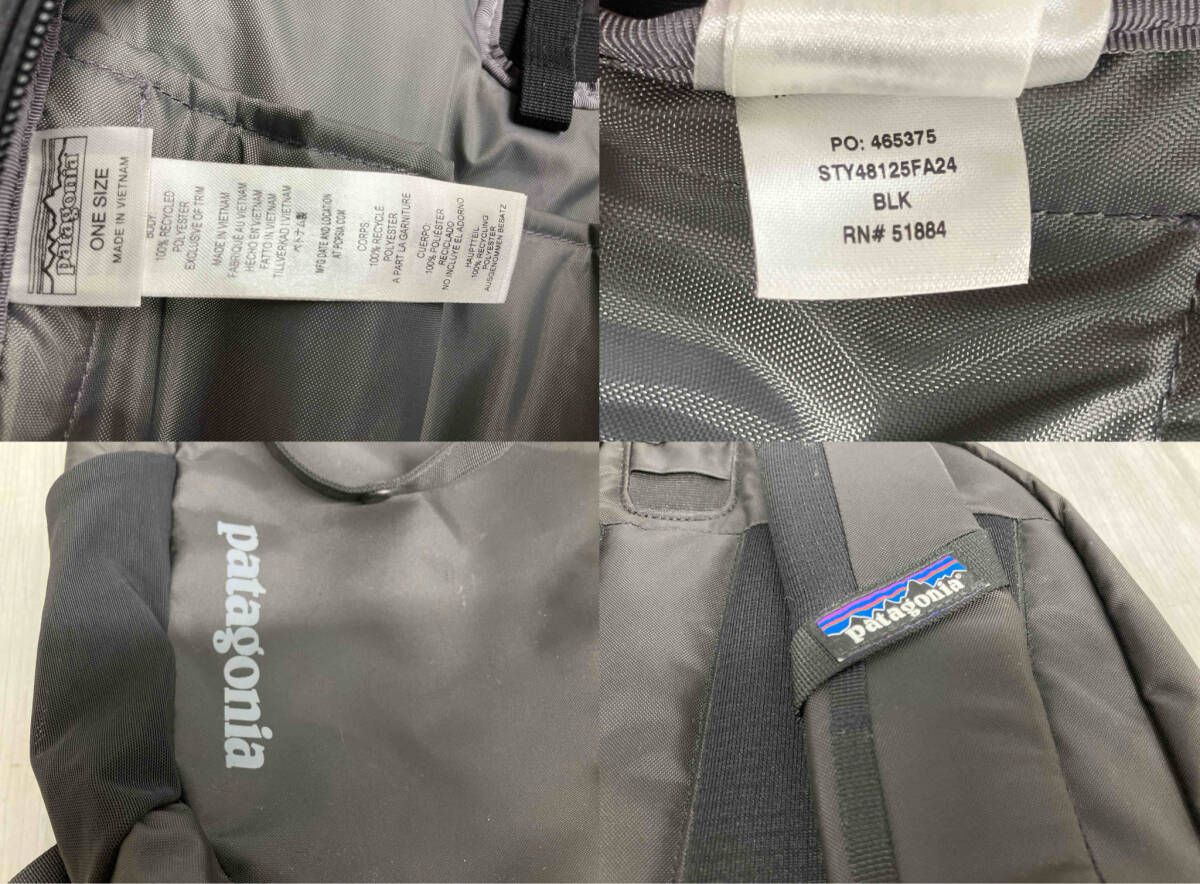 patagonia®
ONE SIZE
MADE IN VIETNAM
BODY:
100% RECYCLED
POLYESTER
EXCLUSIVE OF TRIM
MADE IN VIETNAM
FABRIQUÉ AU VIETNAM
HECHO EN VIETNAM
FATTO IN VIETNAM
TILLVERKAD I VIETNAM
ベトナム製
MFG DATE AND LOCATION
AT PGNIA.COM
CORPS
100% RECYCLÉ
POLYESTER
A PART LA GARNITURE
CUERPO:
100% POLIÉSTER
RECICLADO
NO INCLUYE EL ADORNO
HAUPTTEIL:
100% RECYCLING
POLYESTER
AUSGENOMMEN BESATZ
PO: 465375
STY48125FA24
BLK
RN# 51884
patagonia
patagonia®